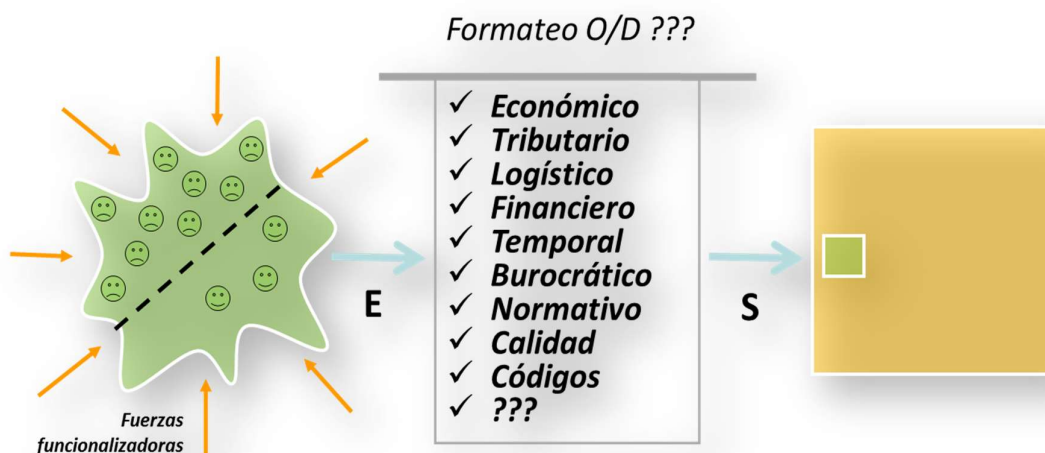 Formateo O/D ???
✓ Económico
✓ Tributario
✓ Logístico
✓ Financiero
✓ Temporal
✓ Burocrático
✓ Normativo
✓ Calidad
✓ Códigos
✓ ???
E
S
Fuerzas
funcionalizadoras